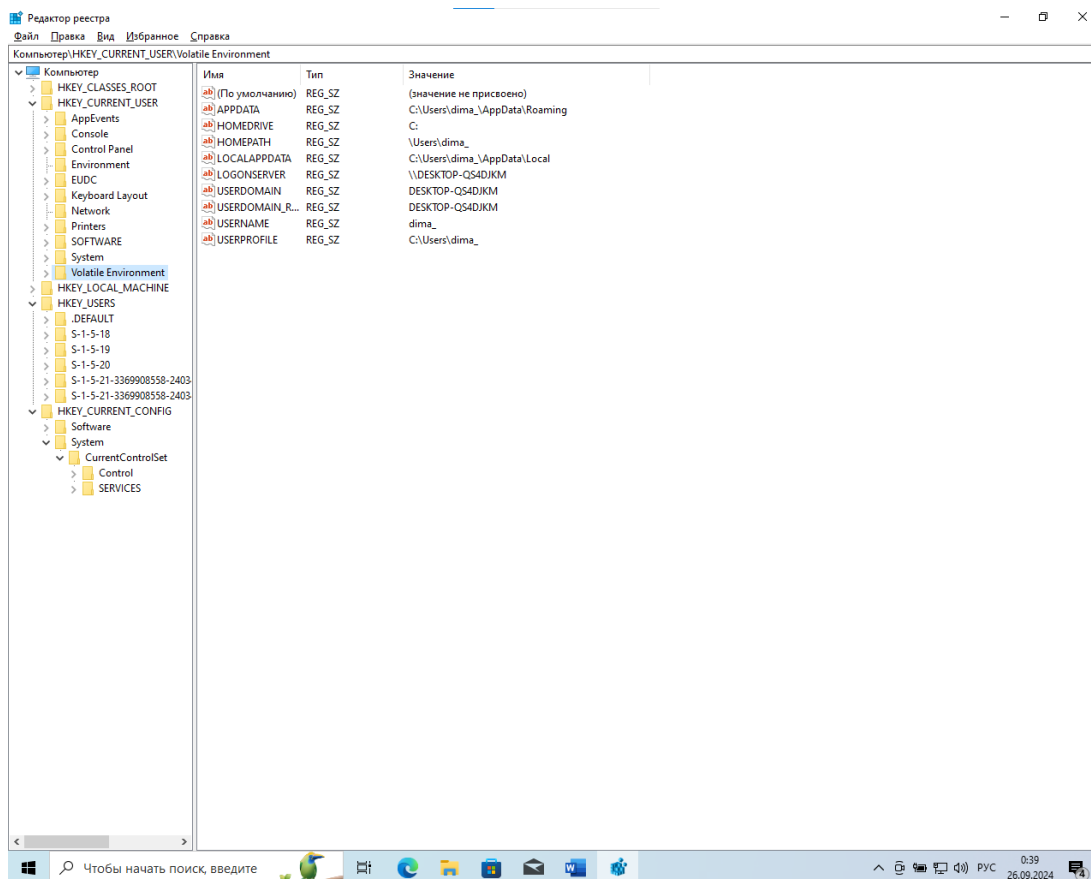 Редактор реестра
Файл Правка Вид Избранное Справка
Компьютер\HKEY_CURRENT_USER\Volatile Environment
Компьютер
HKEY_CLASSES_ROOT
HKEY_CURRENT_USER
AppEvents
Console
Control Panel
Environment
EUDC
Keyboard Layout
Network
Printers
SOFTWARE
System
Volatile Environment
HKEY_LOCAL_MACHINE
HKEY_USERS
.DEFAULT
S-1-5-18
S-1-5-19
S-1-5-20
S-1-5-21-3369908558-2403
S-1-5-21-3369908558-2403
HKEY_CURRENT_CONFIG
Software
System
CurrentControlSet
Control
SERVICES
Имя Тип Значение
(По умолчанию) REG_SZ (значение не присвоено)
APPDATA REG_SZ C:\Users\dima_\AppData\Roaming
HOMEDRIVE REG_SZ C:
HOMEPATH REG_SZ \Users\dima_
LOCALAPPDATA REG_SZ C:\Users\dima_\AppData\Local
LOGONSERVER REG_SZ \\DESKTOP-QS4DJKM
USERDOMAIN REG_SZ DESKTOP-QS4DJKM
USERDOMAIN_R... REG_SZ DESKTOP-QS4DJKM
USERNAME REG_SZ dima_
USERPROFILE REG_SZ C:\Users\dima_
Чтобы начать поиск, введите
РУС
0:39
26.09.2024
4